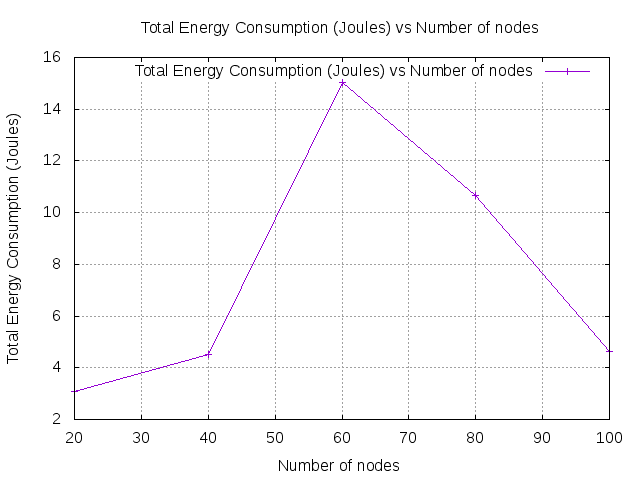 Total Energy Consumption (Joules) vs Number of nodes
16
Total Energy Consumption (Joules) vs Number of nodes
14
12
10
8
6
4
2
Total Energy Consumption (Joules)
20 30 40 50 60 70 80 90 100
Number of nodes